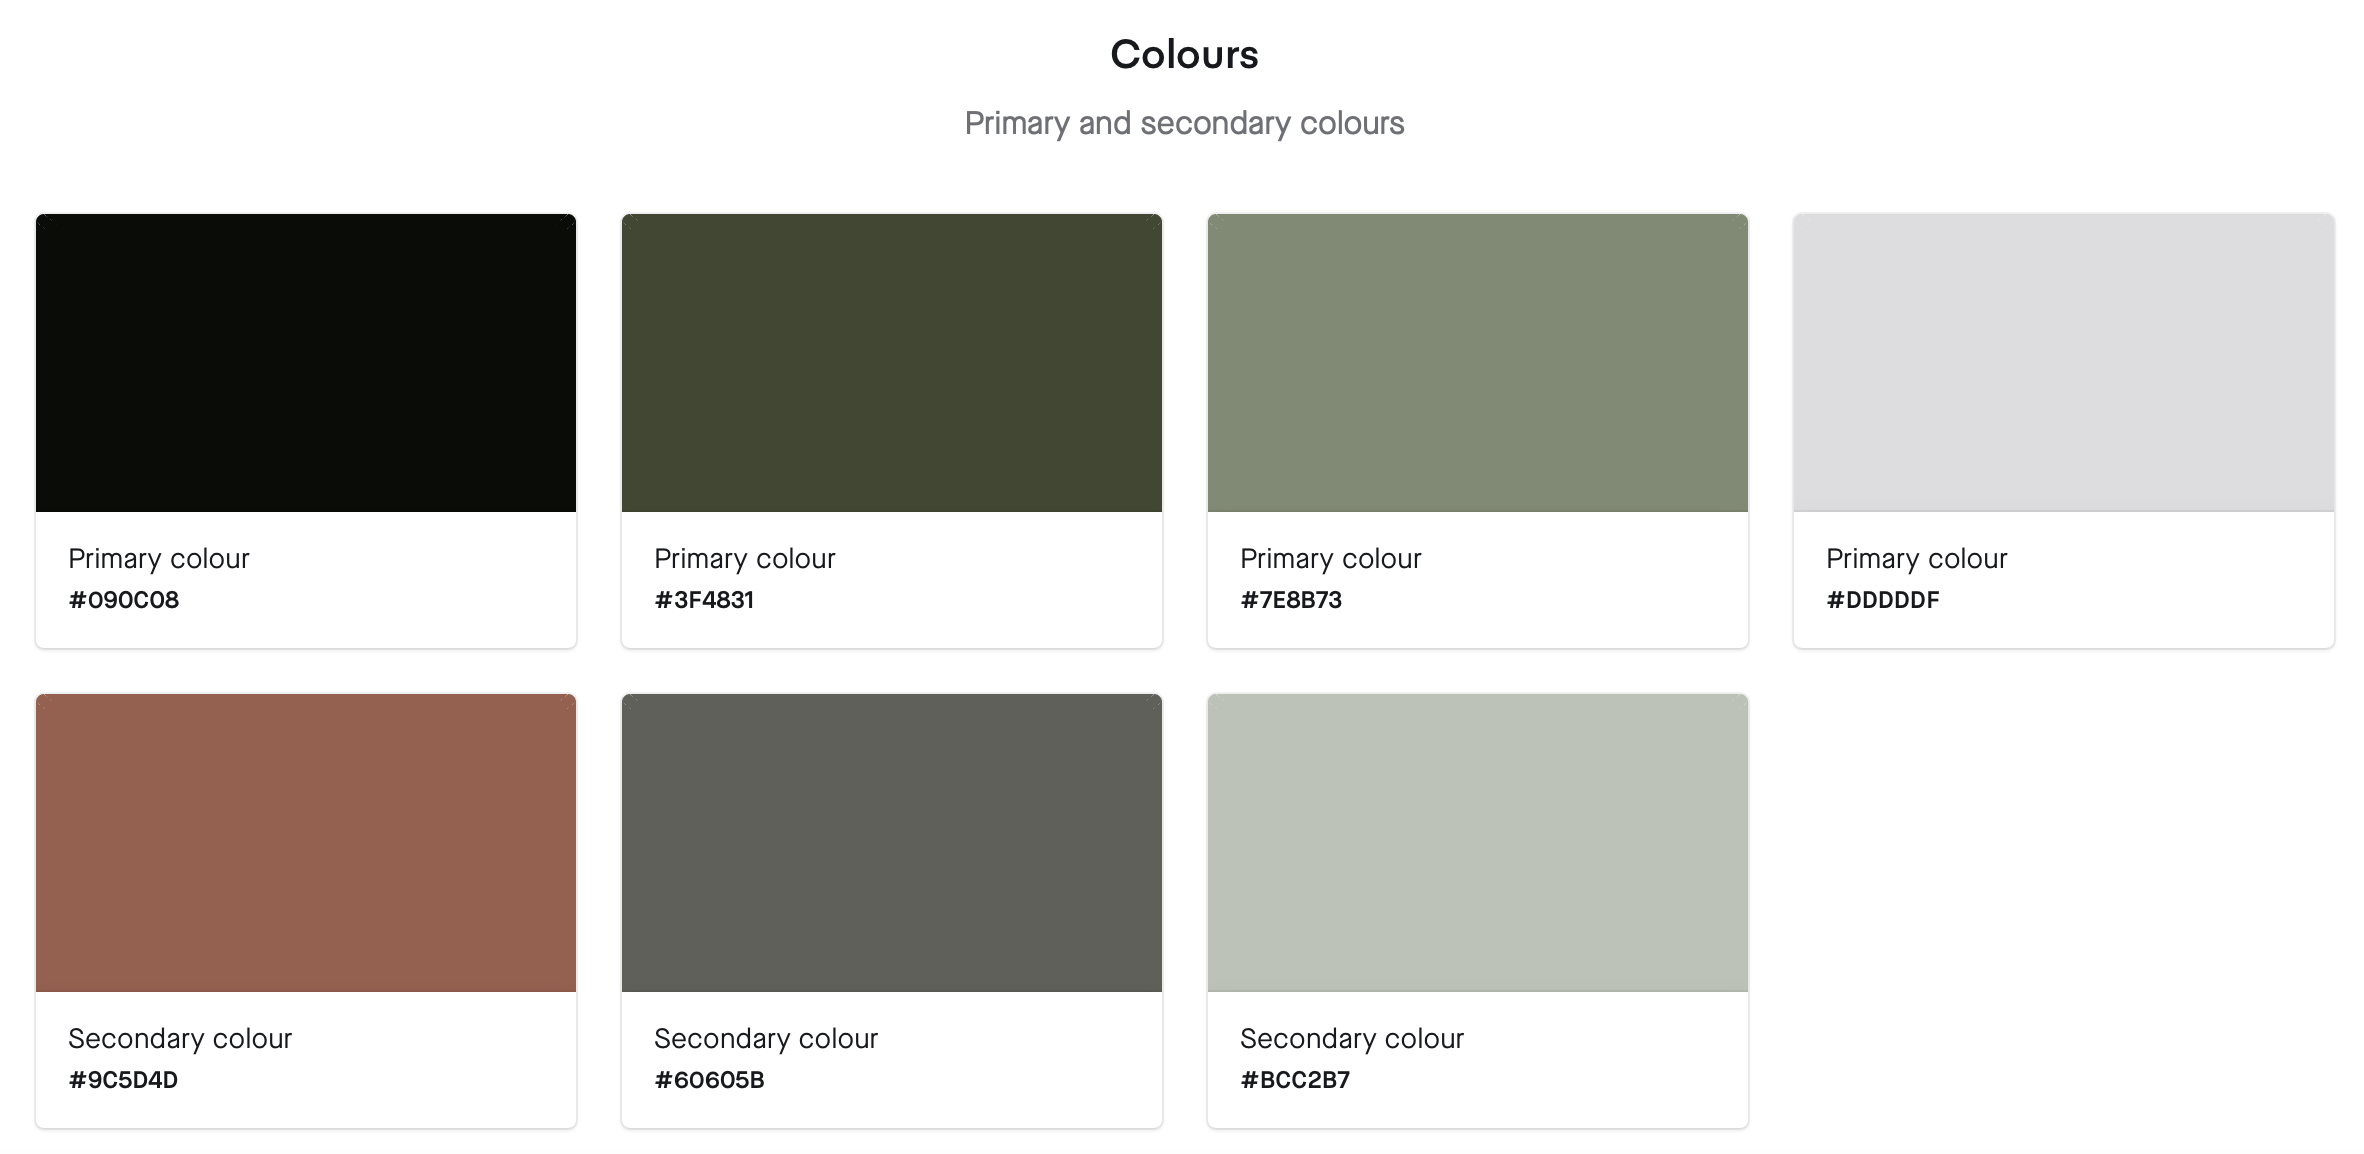 Colours
Primary and secondary colours
Primary colour
#090C08
Primary colour
#3F4831
Primary colour
#7E8B73
Primary colour
#DDDDDF
Secondary colour
#9C5D4D
Secondary colour
#60605B
Secondary colour
#BCC2B7